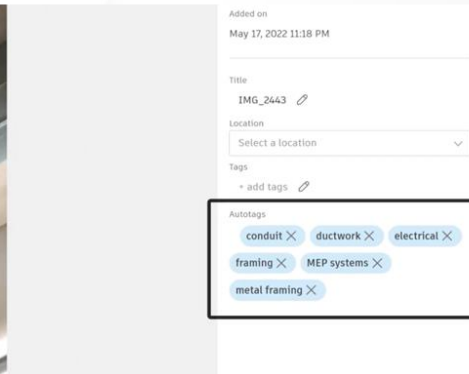 Added on
May 17, 2022 11:18 PM
Title
IMG_2443
Location
Select a location
Tags
+ add tags
Autotags
conduit × ductwork × electrical ×
framing × MEP systems ×
metal framing ×